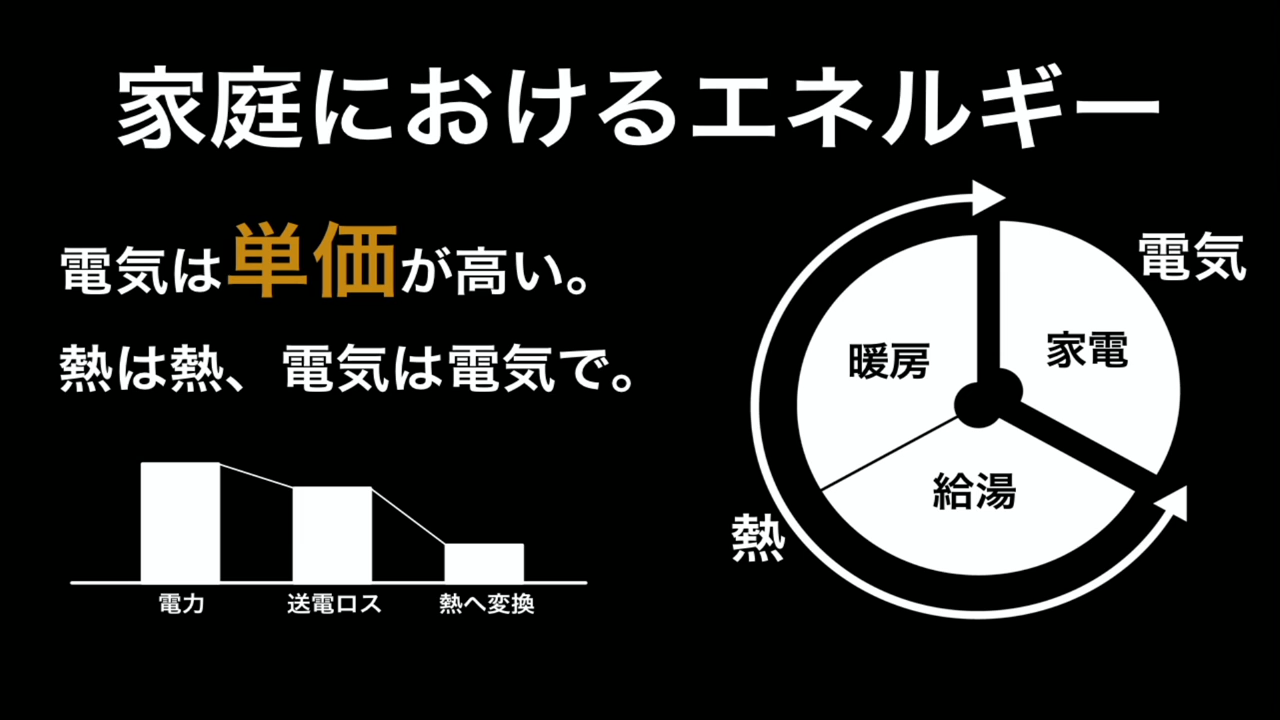 家庭におけるエネルギー
電気は単価が高い。
熱は熱、電気は電気で。
電力
送電ロス
熱へ変換
電気
暖房
家電
給湯
熱